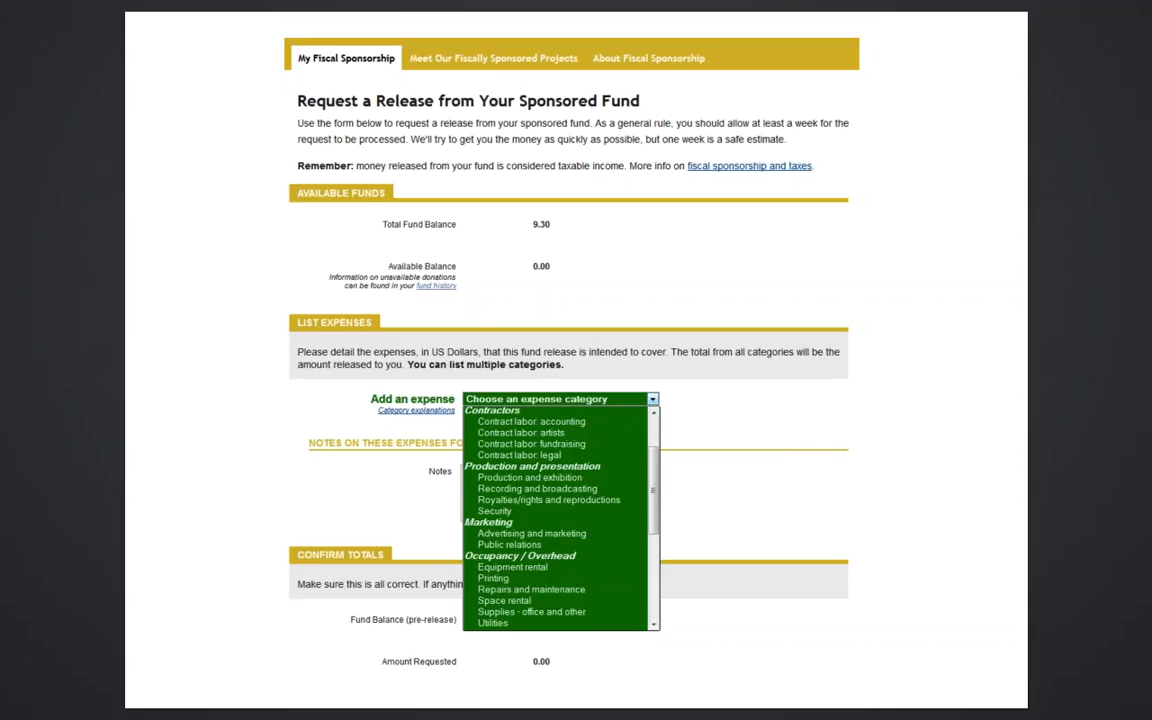 My Fiscal Sponsorship Meet Our Fiscally Sponsored Projects About Fiscal Sponsorship
Request a Release from Your Sponsored Fund
Use the form below to request a release from your sponsored fund. As a general rule, you should allow at least a week for the
request to be processed. We'll try to get you the money as quickly as possible, but one week is a safe estimate.
Remember: money released from your fund is considered taxable income. More info on fiscal sponsorship and taxes.
AVAILABLE FUNDS
Total Fund Balance 9.30
Available Balance 0.00
Information on unavailable donations
can be found in your fund history
LIST EXPENSES
Please detail the expenses, in US Dollars, that this fund release is intended to cover. The total from all categories will be the
amount released to you. You can list multiple categories.
Add an expense Choose an expense category
Category explanations
Contractors
Contract labor: accounting
Contract labor: artists
Contract labor: fundraising
Contract labor: legal
Production and presentation
Production and exhibition
Recording and broadcasting
Royalties/rights and reproductions
Security
Marketing
Advertising and marketing
Public relations
Occupancy / Overhead
Equipment rental
Printing
Repairs and maintenance
Space rental
Supplies - office and other
Utilities
NOTES ON THESE EXPENSES FO
Notes
CONFIRM TOTALS
Make sure this is all correct. If anythin
Fund Balance (pre-release)
Amount Requested 0.00